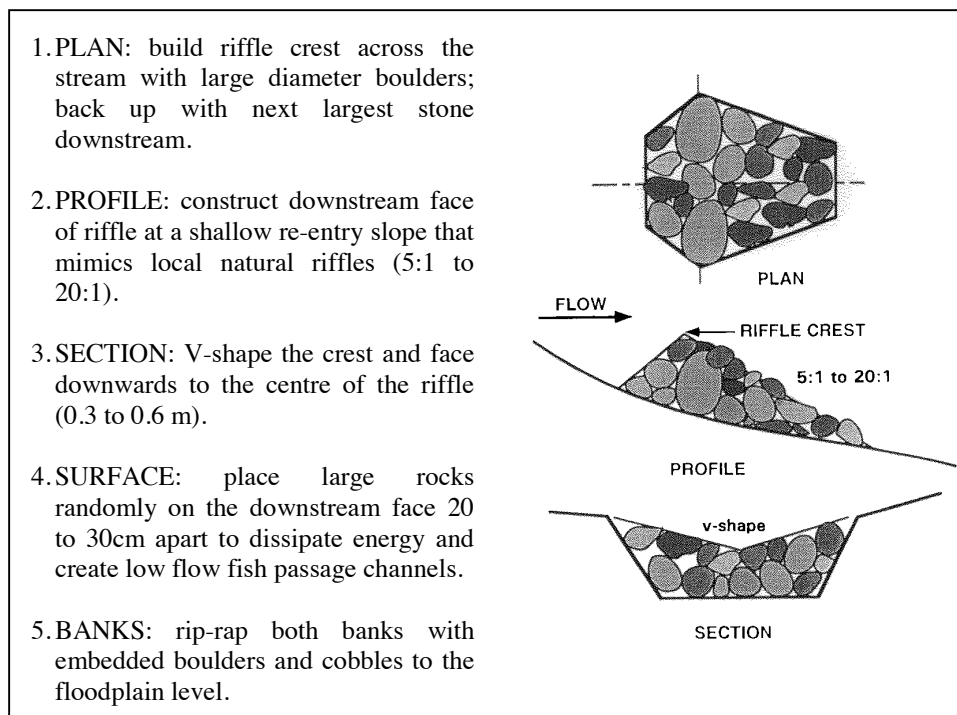 1. PLAN: build riffle crest across the
stream with large diameter boulders;
back up with next largest stone
downstream.
2. PROFILE: construct downstream face
of riffle at a shallow re-entry slope that
mimics local natural riffles (5:1 to
20:1).
3. SECTION: V-shape the crest and face
downwards to the centre of the riffle
(0.3 to 0.6 m).
4. SURFACE: place large rocks
randomly on the downstream face 20
to 30cm apart to dissipate energy and
create low flow fish passage channels.
5. BANKS: rip-rap both banks with
embedded boulders and cobbles to the
floodplain level.
PLAN
FLOW
RIFFLE CREST
5:1 to 20:1
PROFILE
v-shape
SECTION